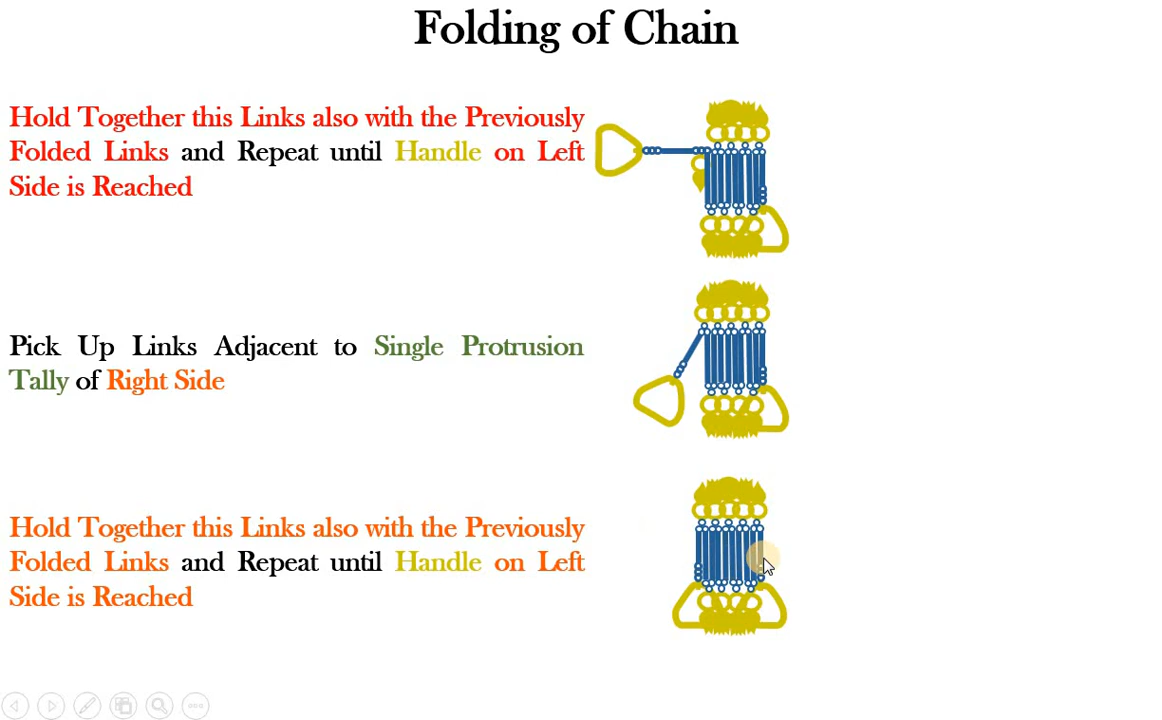 Folding of Chain
Hold Together this Links also with the Previously
Folded Links and Repeat until Handle on Left
Side is Reached
Pick Up Links Adjacent to Single Protrusion
Tally of Right Side
Hold Together this Links also with the Previously
Folded Links and Repeat until Handle on Left
Side is Reached